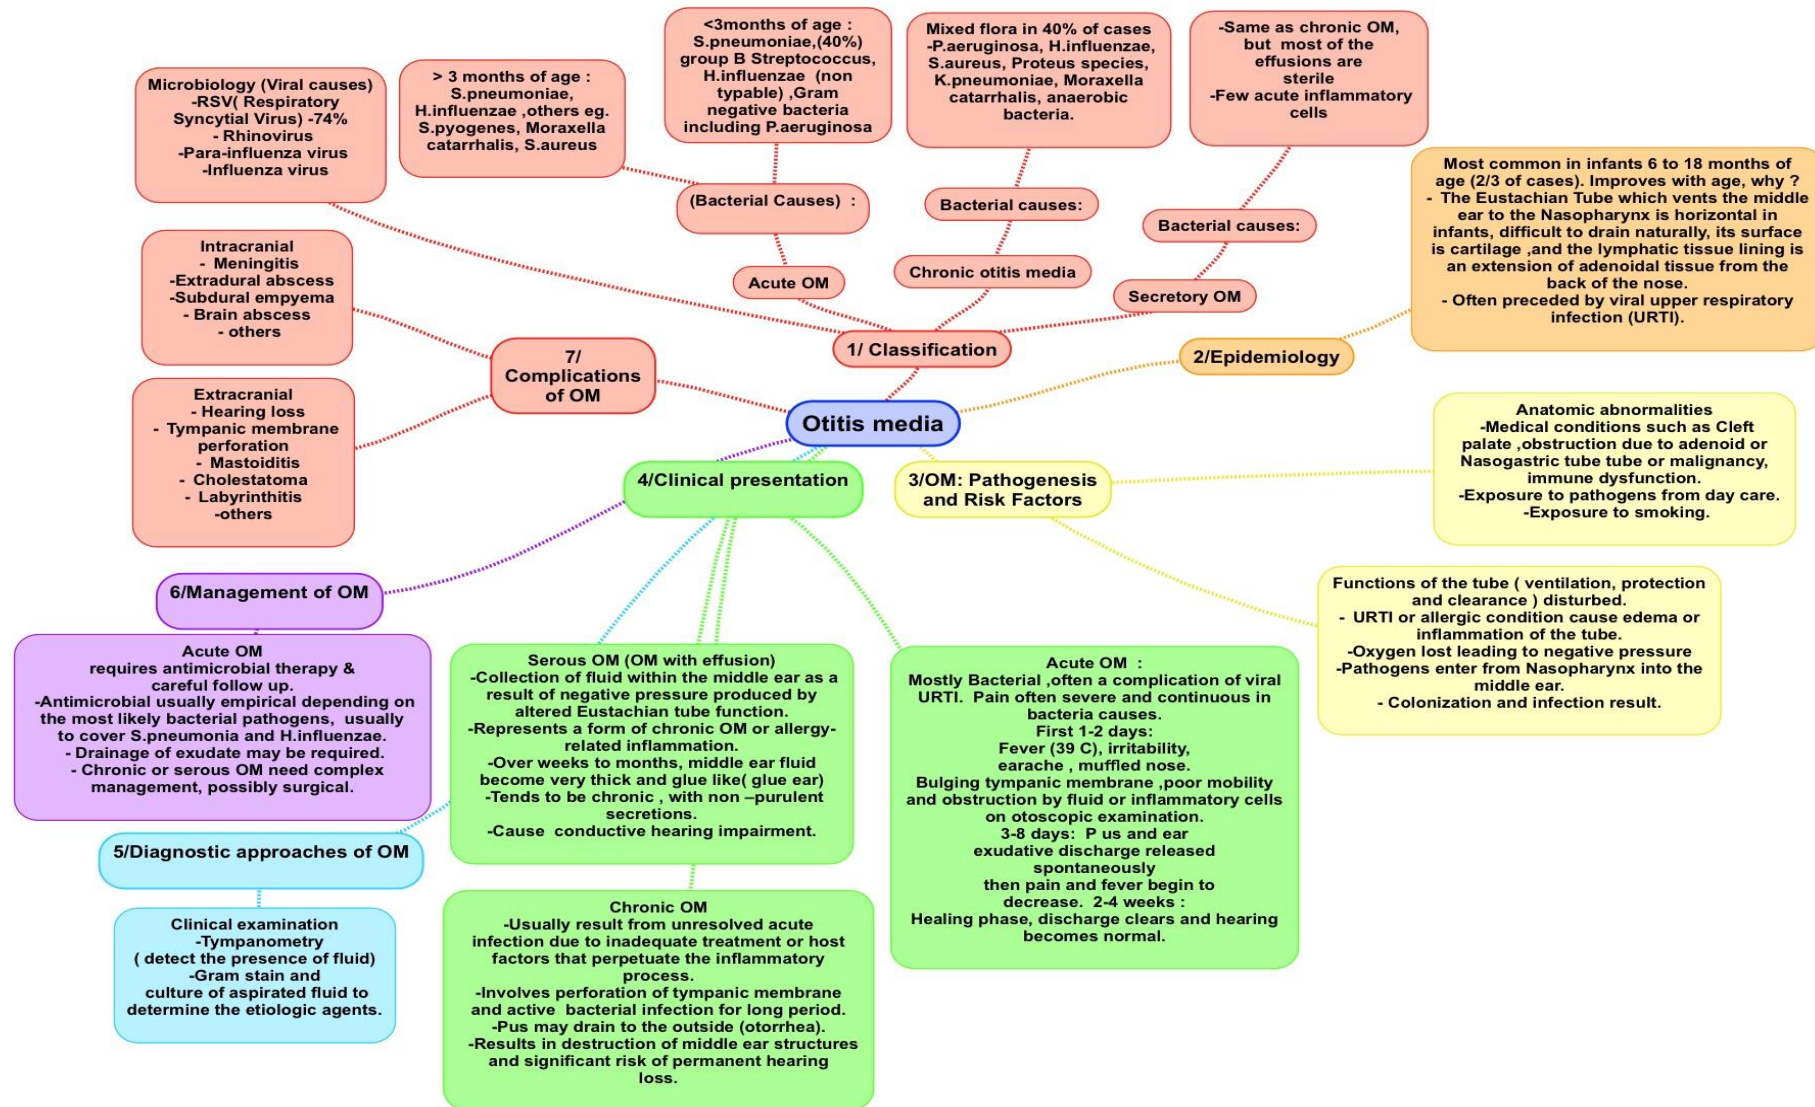 Otitis media
1/ Classification
Microbiology (Viral causes)
-RSV( Respiratory
Syncytial Virus) -74%
- Rhinovirus
-Para-influenza virus
-Influenza virus
Acute OM
(Bacterial Causes)  :
> 3 months of age :
S.pneumoniae,
H.influenzae ,others eg.
S.pyogenes, Moraxella
catarrhalis, S.aureus
<3months of age :
S.pneumoniae,(40%)
group B Streptococcus,
H.influenzae  (non
typable) ,Gram
negative bacteria
including P.aeruginosa
Chronic otitis media
Bacterial causes:
Mixed flora in 40% of cases
-P.aeruginosa, H.influenzae,
S.aureus, Proteus species,
K.pneumoniae, Moraxella
catarrhalis, anaerobic
bacteria.
Secretory OM
Bacterial causes:
-Same as chronic OM,
but  most of the
effusions are
sterile
-Few acute inflammatory
cells
2/Epidemiology
Most common in infants 6 to 18 months of
age (2/3 of cases). Improves with age, why ?
-  The Eustachian Tube which vents the middle
ear to the Nasopharynx is horizontal in
infants, difficult to drain naturally, its surface
is cartilage ,and the lymphatic tissue lining is
an extension of adenoidal tissue from the
back of the nose.
- Often preceded by viral upper respiratory
infection (URTI).
3/OM: Pathogenesis
and Risk Factors
Anatomic abnormalities
-Medical conditions such as Cleft
palate ,obstruction due to adenoid or
Nasogastric tube tube or malignancy,
immune dysfunction.
-Exposure to pathogens from day care.
-Exposure to smoking.
Functions of the tube ( ventilation, protection
and clearance ) disturbed.
-  URTI or allergic condition cause edema or
inflammation of the tube.
-Oxygen lost leading to negative pressure
-Pathogens enter from Nasopharynx into the
middle ear.
- Colonization and infection result.
4/Clinical presentation
Acute OM  :
Mostly Bacterial ,often a complication of viral
URTI.  Pain often severe and continuous in
bacteria causes.
First 1-2 days:
Fever (39 C), irritability,
earache , muffled nose.
Bulging tympanic membrane ,poor mobility
and obstruction by fluid or inflammatory cells
on otoscopic examination.
3-8 days:  P us and ear
exudative discharge released
spontaneously
then pain and fever begin to
decrease.  2-4 weeks :
Healing phase, discharge clears and hearing
becomes normal.
Serous OM (OM with effusion)
-Collection of fluid within the middle ear as a
result of negative pressure produced by
altered Eustachian tube function.
-Represents a form of chronic OM or allergy-
related inflammation.
-Over weeks to months, middle ear fluid
become very thick and glue like( glue ear)
-Tends to be chronic , with non –purulent
secretions.
-Cause  conductive hearing impairment.
Chronic OM
-Usually result from unresolved acute
infection due to inadequate treatment or host
factors that perpetuate the inflammatory
process.
-Involves perforation of tympanic membrane
and active  bacterial infection for long period.
-Pus may drain to the outside (otorrhea).
-Results in destruction of middle ear structures
and significant risk of permanent hearing
loss.
5/Diagnostic approaches of OM
Clinical examination
-Tympanometry
( detect the presence of fluid)
-Gram stain and
culture of aspirated fluid to
determine the etiologic agents.
6/Management of OM
Acute OM
requires antimicrobial therapy &
careful follow up.
-Antimicrobial usually empirical depending on
the most likely bacterial pathogens,  usually
to cover S.pneumonia and H.influenzae.
- Drainage of exudate may be required.
- Chronic or serous OM need complex
management, possibly surgical.
7/
Complications
of OM
Intracranial
-  Meningitis
-Extradural abscess
-Subdural empyema
- Brain abscess
- others
Extracranial
- Hearing loss
-  Tympanic membrane
perforation
- Mastoiditis
- Cholestatoma
-  Labyrinthitis
-others